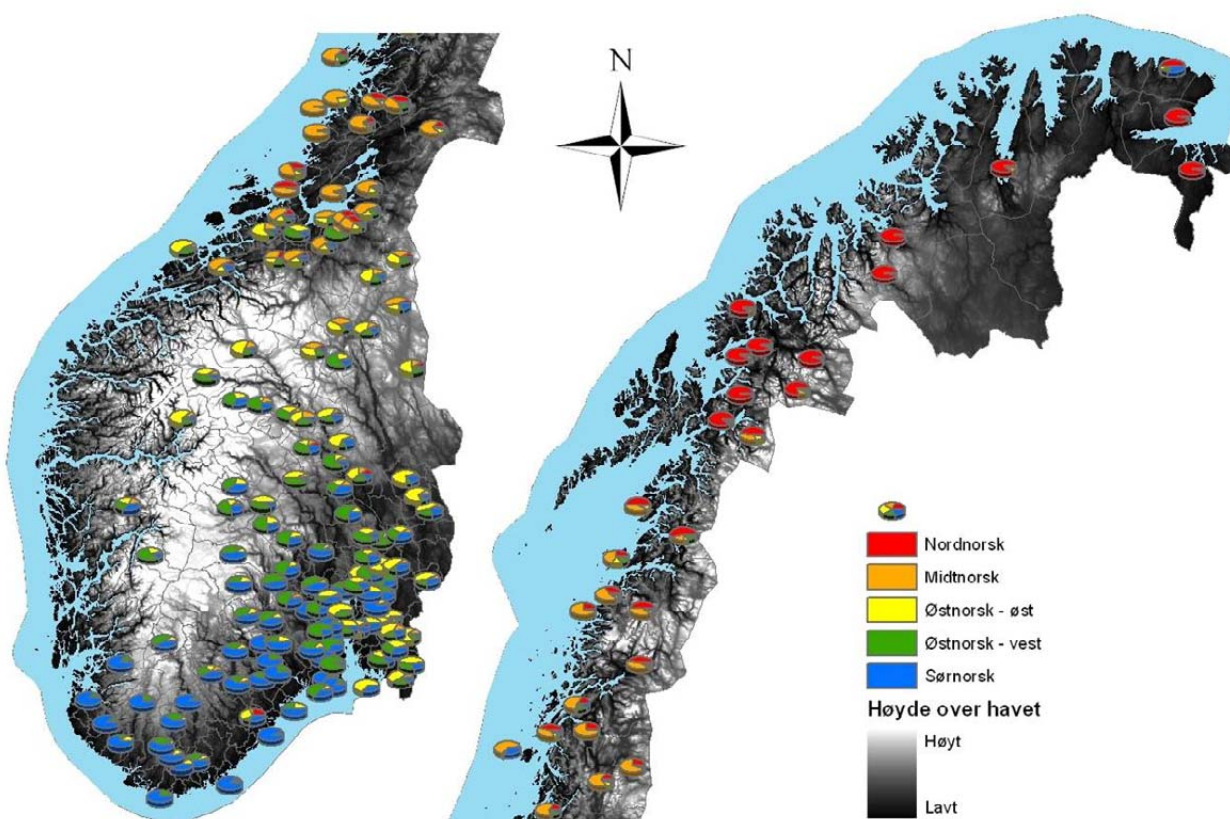 N
Nordnorsk
Midtnorsk
Østnorsk - øst
Østnorsk - vest
Sørnorsk
Høyde over havet
Høyt
Lavt